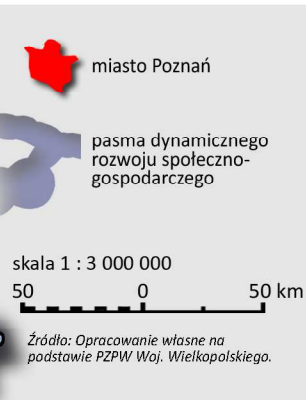 miasto Poznań
pasma dynamicznego
rozwoju społeczno-
gospodarczego
skala 1 : 3 000 000
50 0 50 km
Źródło: Opracowanie własne na
podstawie PZPW Woj. Wielkopolskiego.